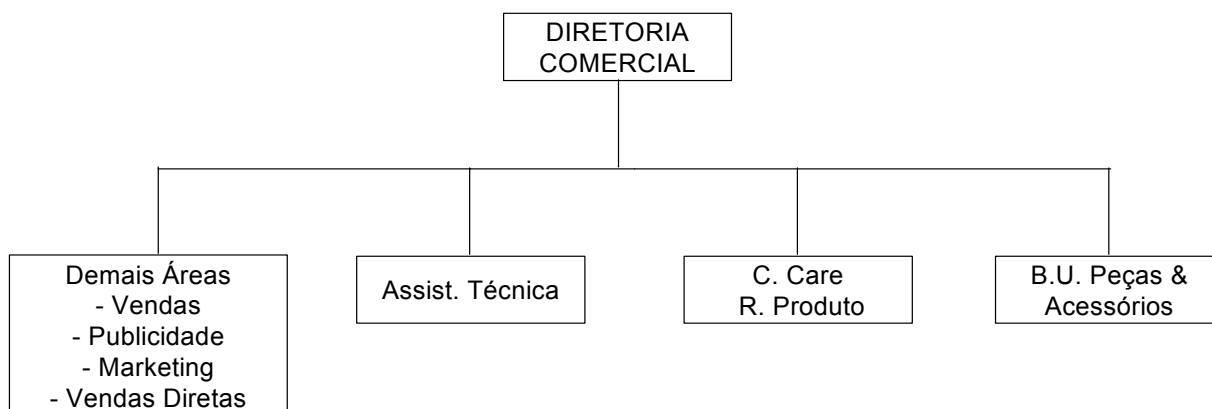 DIRETORIA
COMERCIAL
Demais Áreas
- Vendas
- Publicidade
- Marketing
- Vendas Diretas
Assist. Técnica
C. Care
R. Produto
B.U. Peças &
Acessórios